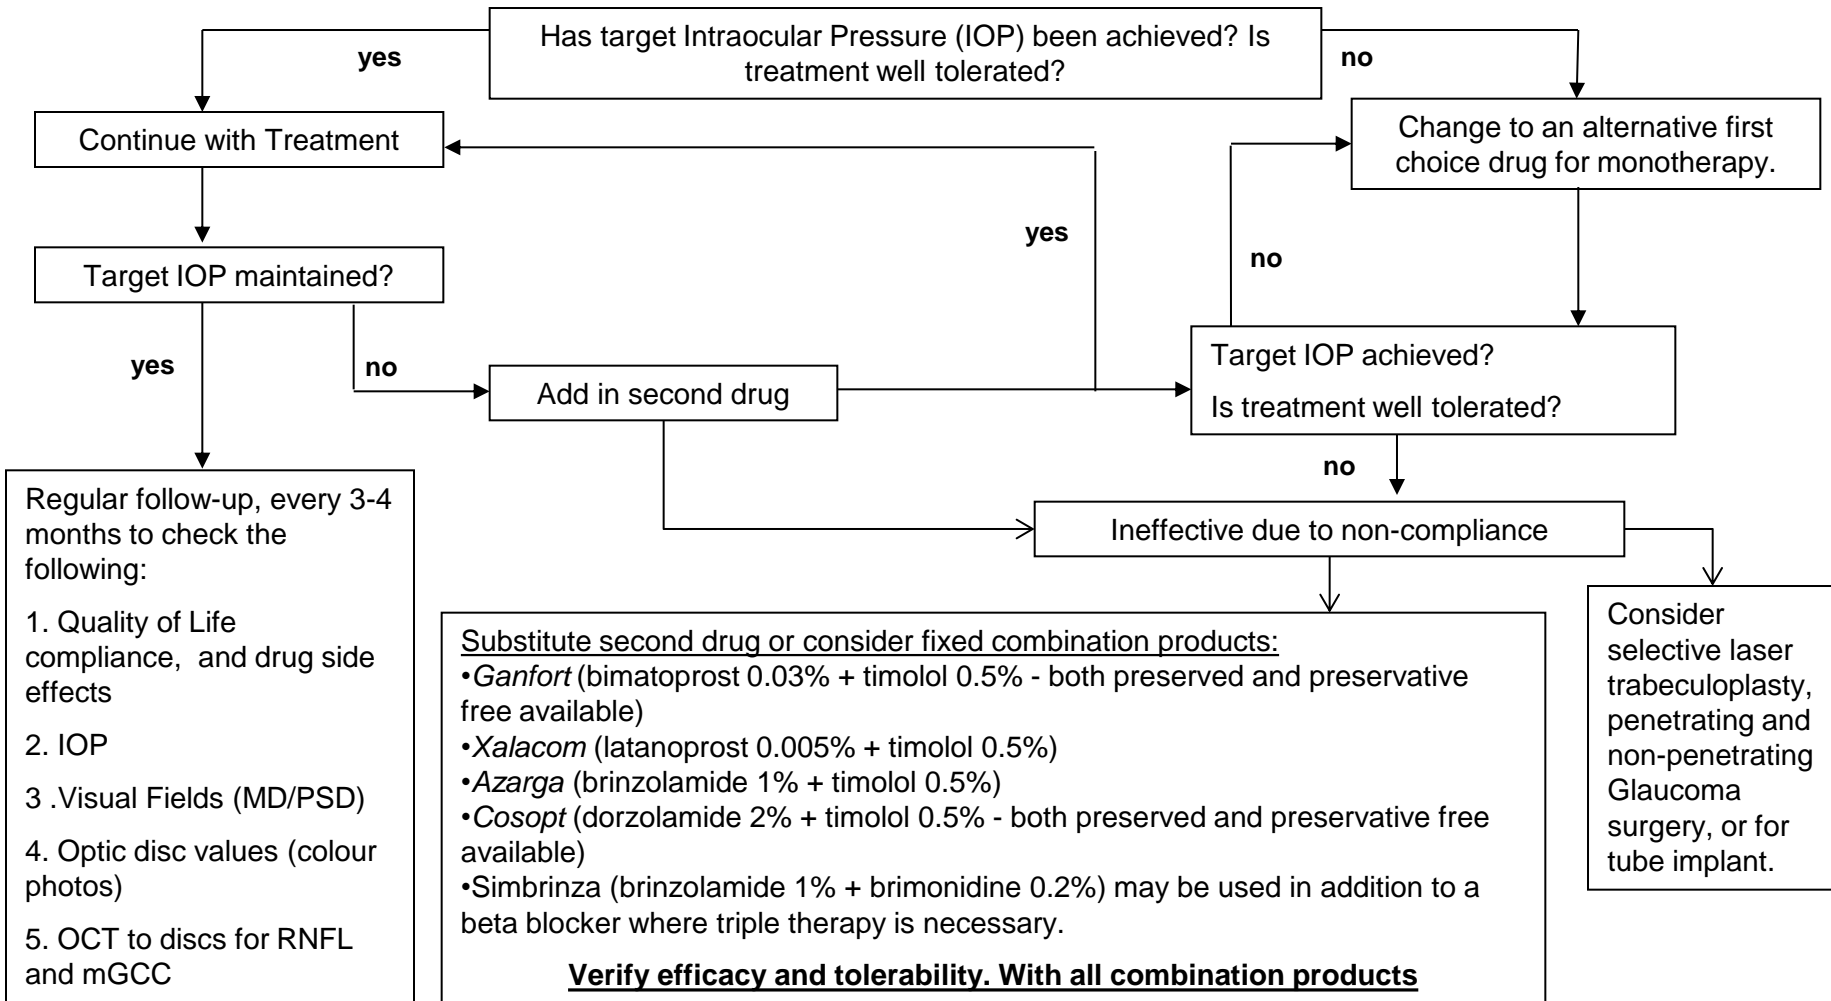 Has target Intraocular Pressure (IOP) been achieved? Is
treatment well tolerated?
yes
no
Continue with Treatment
Change to an alternative first
choice drug for monotherapy.
yes
no
Target IOP maintained?
yes
no
Add in second drug
Target IOP achieved?
Is treatment well tolerated?
no
Ineffective due to non-compliance
Regular follow-up, every 3-4
months to check the
following:
1. Quality of Life
compliance,  and drug side
effects
2. IOP
3 .Visual Fields (MD/PSD)
4. Optic disc values (colour
photos)
5. OCT to discs for RNFL
and mGCC
Substitute second drug or consider fixed combination products:
•Ganfort (bimatoprost 0.03% + timolol 0.5% - both preserved and preservative
free available)
•Xalacom (latanoprost 0.005% + timolol 0.5%)
•Azarga (brinzolamide 1% + timolol 0.5%)
•Cosopt (dorzolamide 2% + timolol 0.5% - both preserved and preservative free
available)
•Simbrinza (brinzolamide 1% + brimonidine 0.2%) may be used in addition to a
beta blocker where triple therapy is necessary.
Verify efficacy and tolerability. With all combination products
Consider
selective laser
trabeculoplasty,
penetrating and
non-penetrating
Glaucoma
surgery, or for
tube implant.